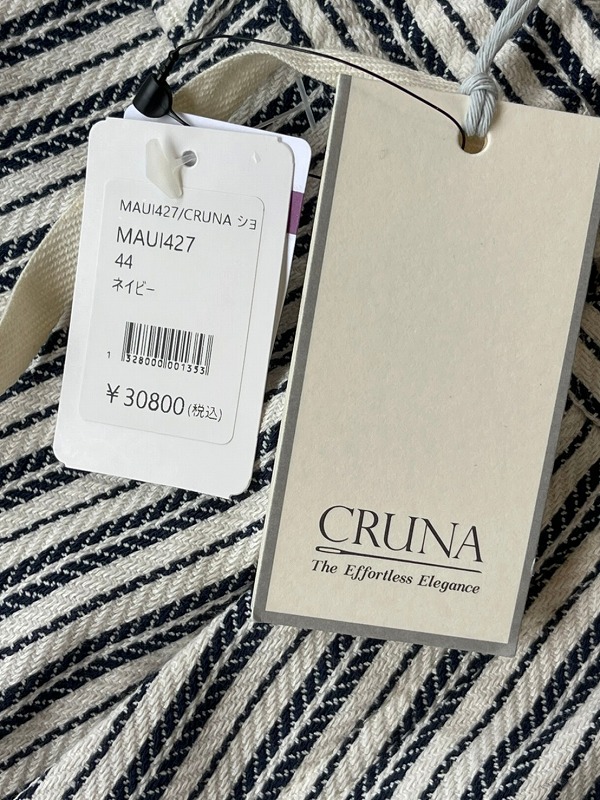 MAUI427/CRUNA ショ
MAUI427
44
ネイビー
1 328000 001353
￥30800(税込)
CRUNA
The Effortless Elegance